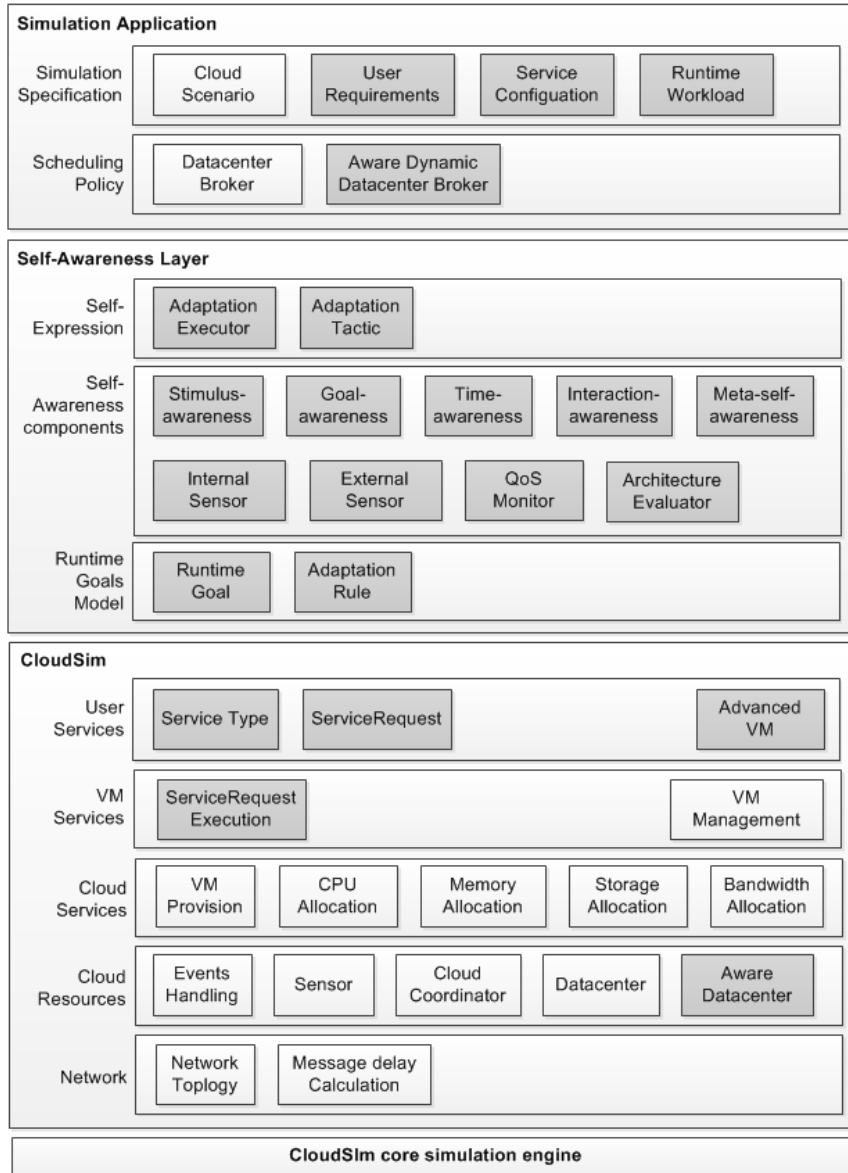 Simulation Application
Simulation
Specification
Cloud
Scenario
User
Requirements
Service
Configuation
Runtime
Workload
Scheduling
Policy
Datacenter
Broker
Aware Dynamic
Datacenter Broker
Self-Awareness Layer
Self-
Expression
Adaptation
Executor
Adaptation
Tactic
Self-
Awareness
components
Stimulus-
awareness
Goal-
awareness
Time-
awareness
Interaction-
awareness
Meta-self-
awareness
Internal
Sensor
External
Sensor
QoS
Monitor
Architecture
Evaluator
Runtime
Goals
Model
Runtime
Goal
Adaptation
Rule
CloudSim
User
Services
Service Type
ServiceRequest
Advanced
VM
VM
Services
ServiceRequest
Execution
VM
Management
Cloud
Services
VM
Provision
CPU
Allocation
Memory
Allocation
Storage
Allocation
Bandwidth
Allocation
Cloud
Resources
Events
Handling
Sensor
Cloud
Coordinator
Datacenter
Aware
Datacenter
Network
Network
Toplogy
Message delay
Calculation
CloudSIm core simulation engine